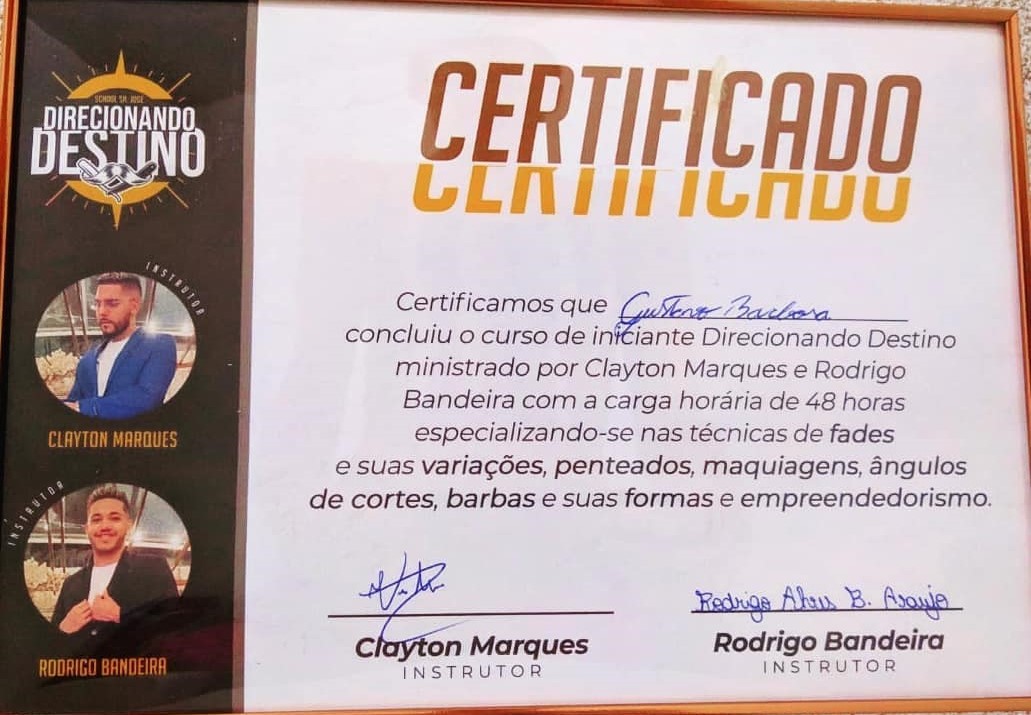 SCHOOL SR. JOSÉ
DIRECIONANDO
DESTINO
INSTRUTOR
CLAYTON MARQUES
INSTRUTOR
RODRIGO BANDEIRA
CERTIFICADO
CERTIFICADO
Certificamos que Gustavo Barbosa
concluiu o curso de iniciante Direcionando Destino
ministrado por Clayton Marques e Rodrigo
Bandeira com a carga horária de 48 horas
especializando-se nas técnicas de fades
e suas variações, penteados, maquiagens, ângulos
de cortes, barbas e suas formas e empreendedorismo.
Rodrigo B. Araujo
Clayton Marques
Rodrigo Bandeira
INSTRUTOR
INSTRUTOR